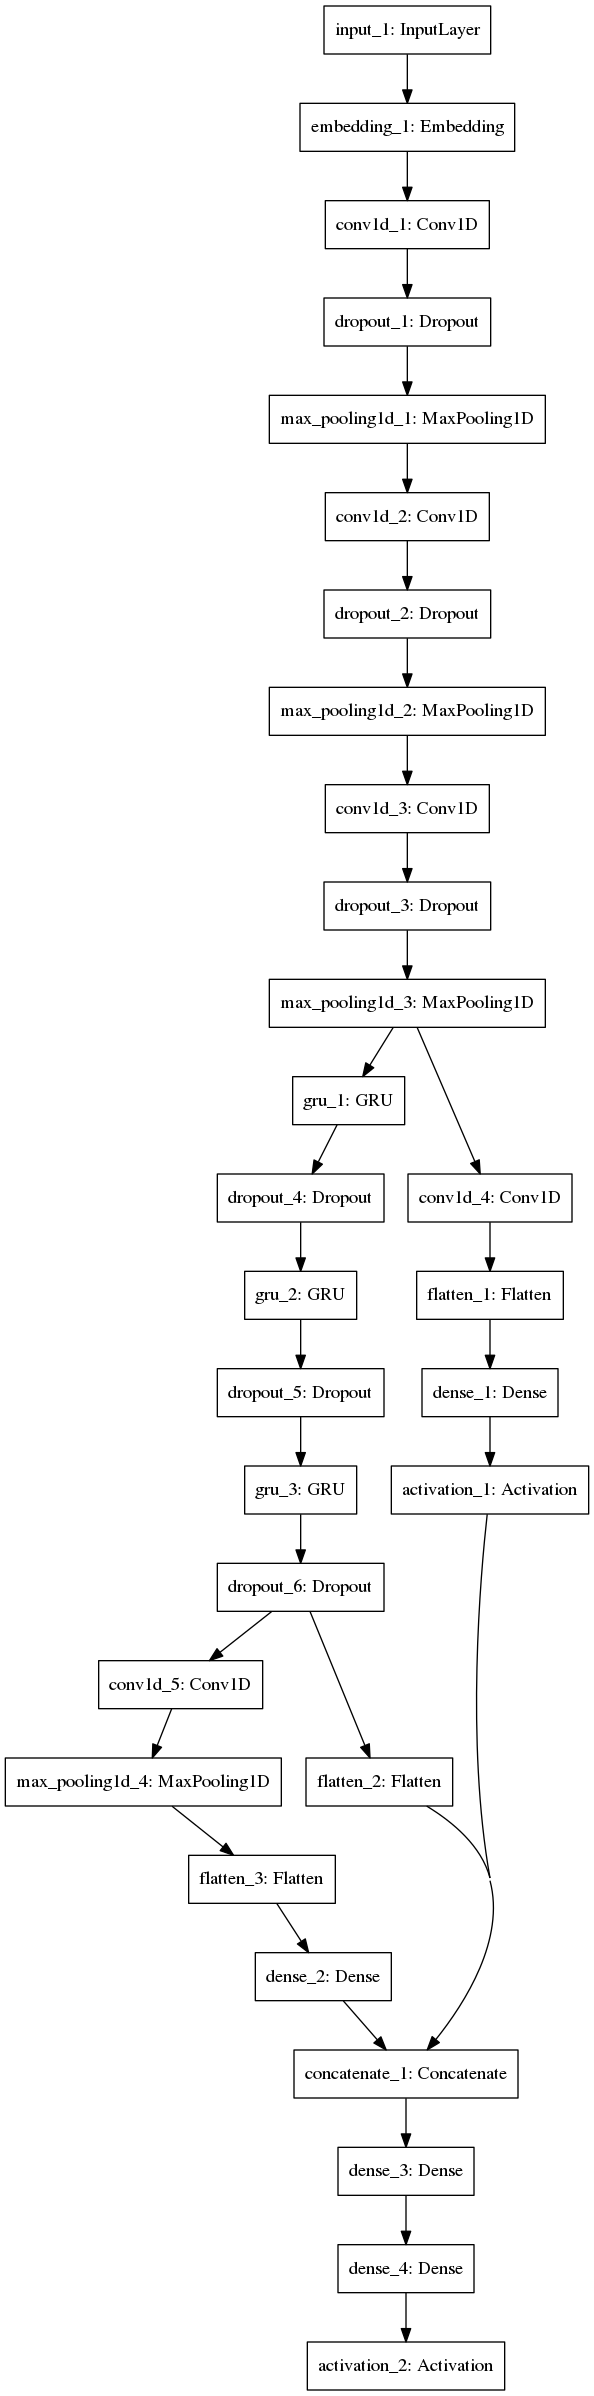 input_1: InputLayer
embedding_1: Embedding
conv1d_1: Conv1D
dropout_1: Dropout
max_pooling1d_1: MaxPooling1D
conv1d_2: Conv1D
dropout_2: Dropout
max_pooling1d_2: MaxPooling1D
conv1d_3: Conv1D
dropout_3: Dropout
max_pooling1d_3: MaxPooling1D
gru_1: GRU
dropout_4: Dropout
conv1d_4: Conv1D
gru_2: GRU
flatten_1: Flatten
dropout_5: Dropout
dense_1: Dense
gru_3: GRU
activation_1: Activation
dropout_6: Dropout
conv1d_5: Conv1D
max_pooling1d_4: MaxPooling1D
flatten_2: Flatten
flatten_3: Flatten
dense_2: Dense
concatenate_1: Concatenate
dense_3: Dense
dense_4: Dense
activation_2: Activation